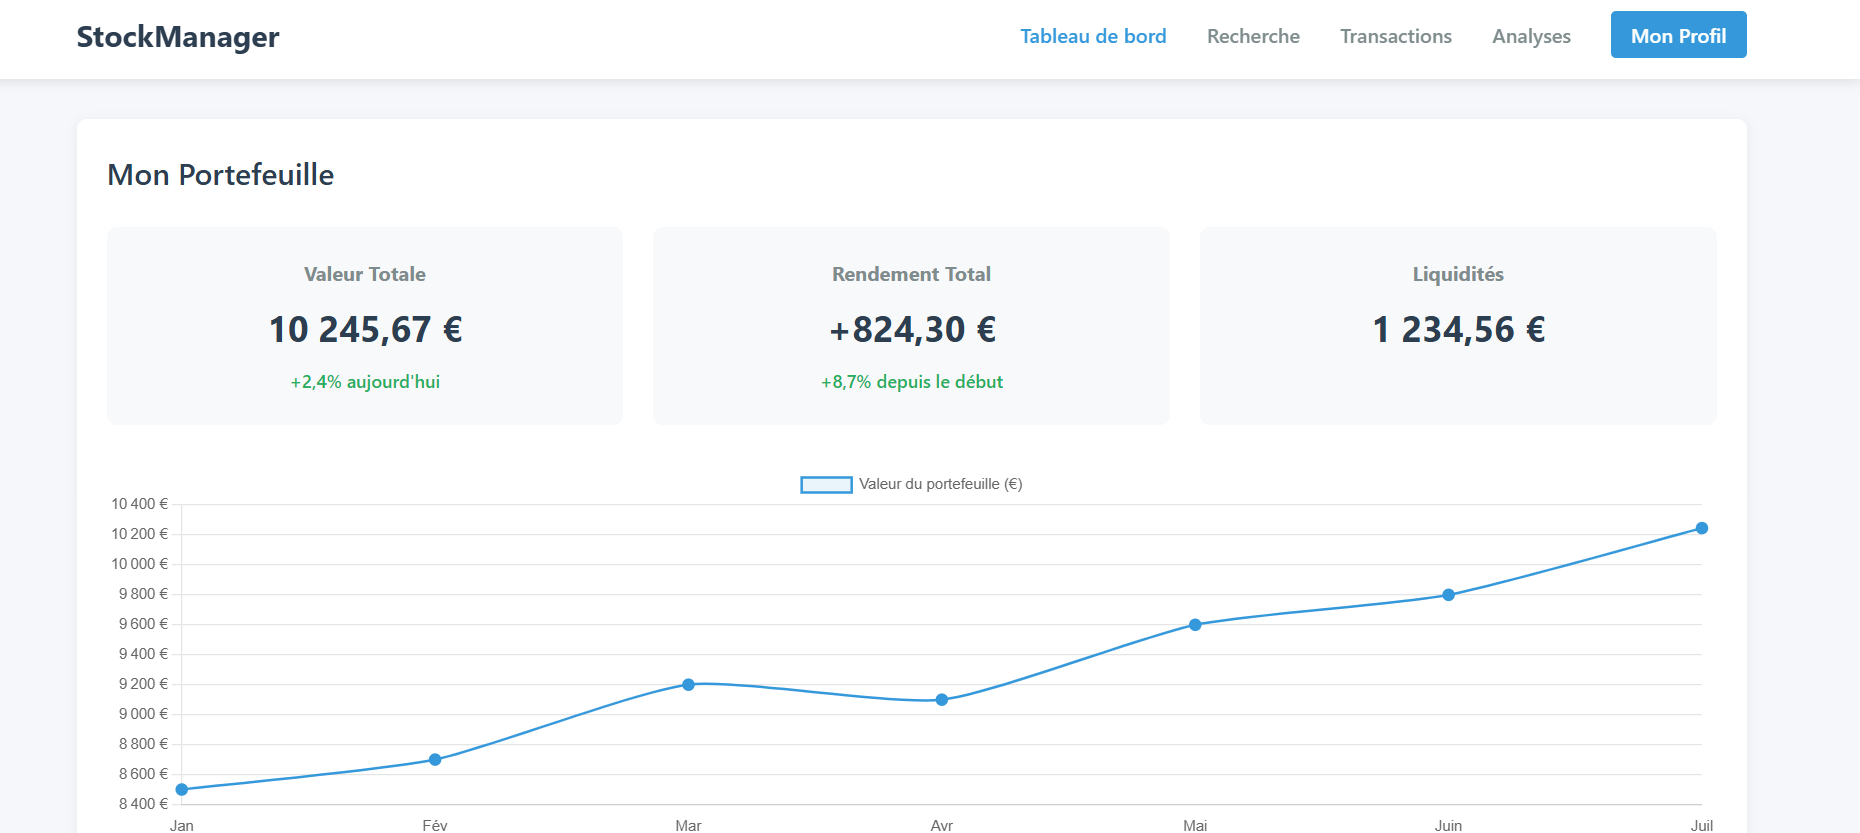 StockManager
Tableau de bord
Recherche
Transactions
Analyses
Mon Profil
Mon Portefeuille
Valeur Totale
10 245,67 €
+2,4% aujourd'hui
Rendement Total
+824,30 €
+8,7% depuis le début
Liquidités
1 234,56 €
Valeur du portefeuille (€)
10 400 €
10 200 €
10 000 €
9 800 €
9 600 €
9 400 €
9 200 €
9 000 €
8 800 €
8 600 €
8 400 €
Jan
Fév
Mar
Avr
Mai
Juin
Juil